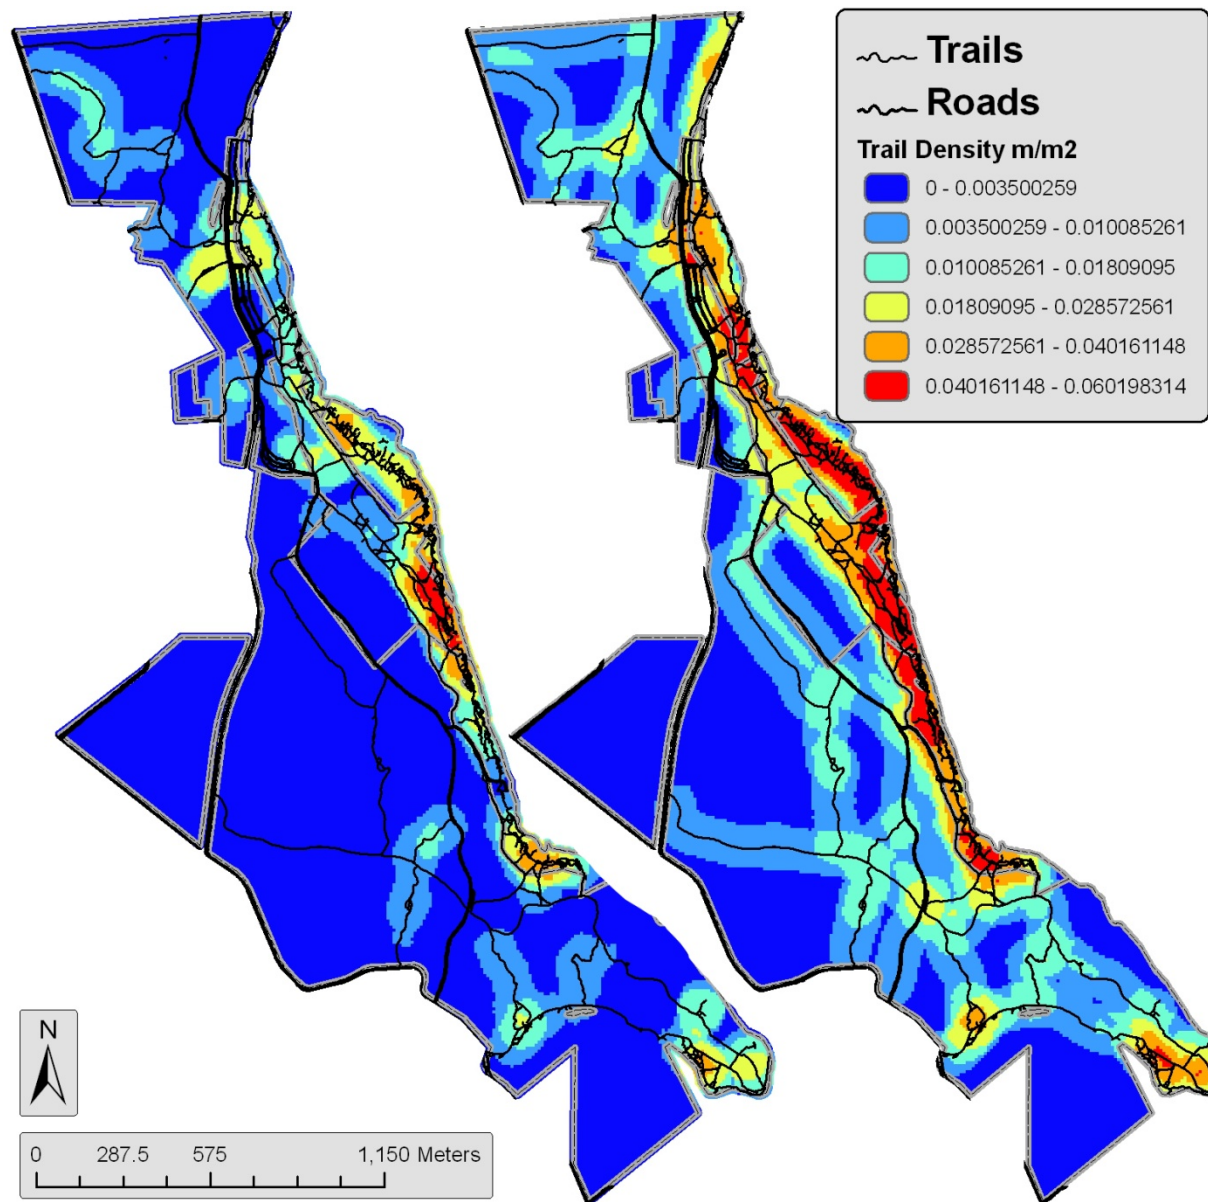 Trails
Roads
Trail Density m/m2
0 - 0.003500259
0.003500259 - 0.010085261
0.010085261 - 0.01809095
0.01809095 - 0.028572561
0.028572561 - 0.040161148
0.040161148 - 0.060198314
N
0 287.5 575 1,150 Meters